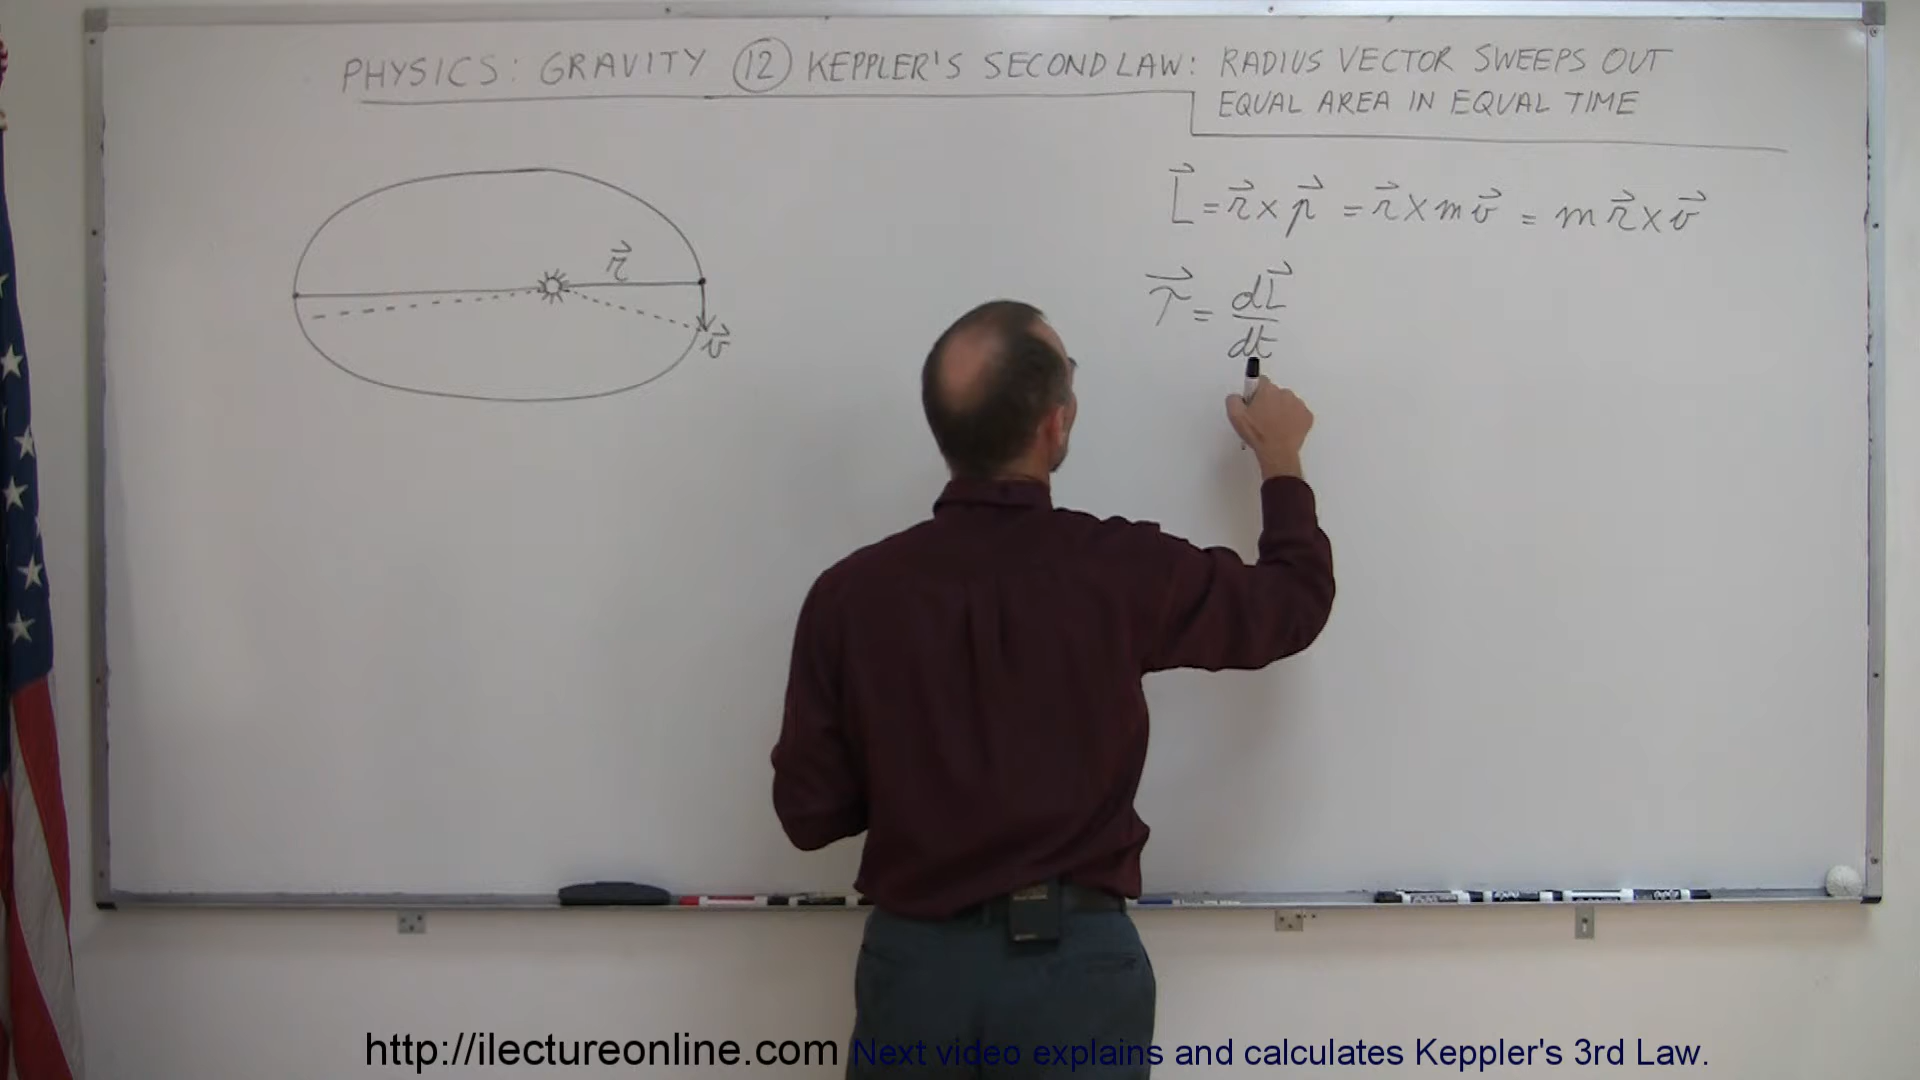 PHYSICS: GRAVITY ⑫ KEPPLER'S SECOND LAW: RADIUS VECTOR SWEEPS OUT
EQUAL AREA IN EQUAL TIME
L⃗ = r⃗ × p⃗ = r⃗ × m v⃗ = m r⃗ × v⃗
r⃗
τ⃗ = dL⃗/dt
v⃗
http://ilectureonline.com Next video explains and calculates Keppler's 3rd Law.